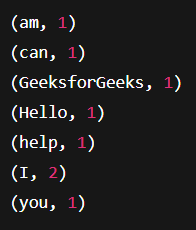 (am, 1)
(can, 1)
(GeeksforGeeks, 1)
(Hello, 1)
(help, 1)
(I, 2)
(you, 1)